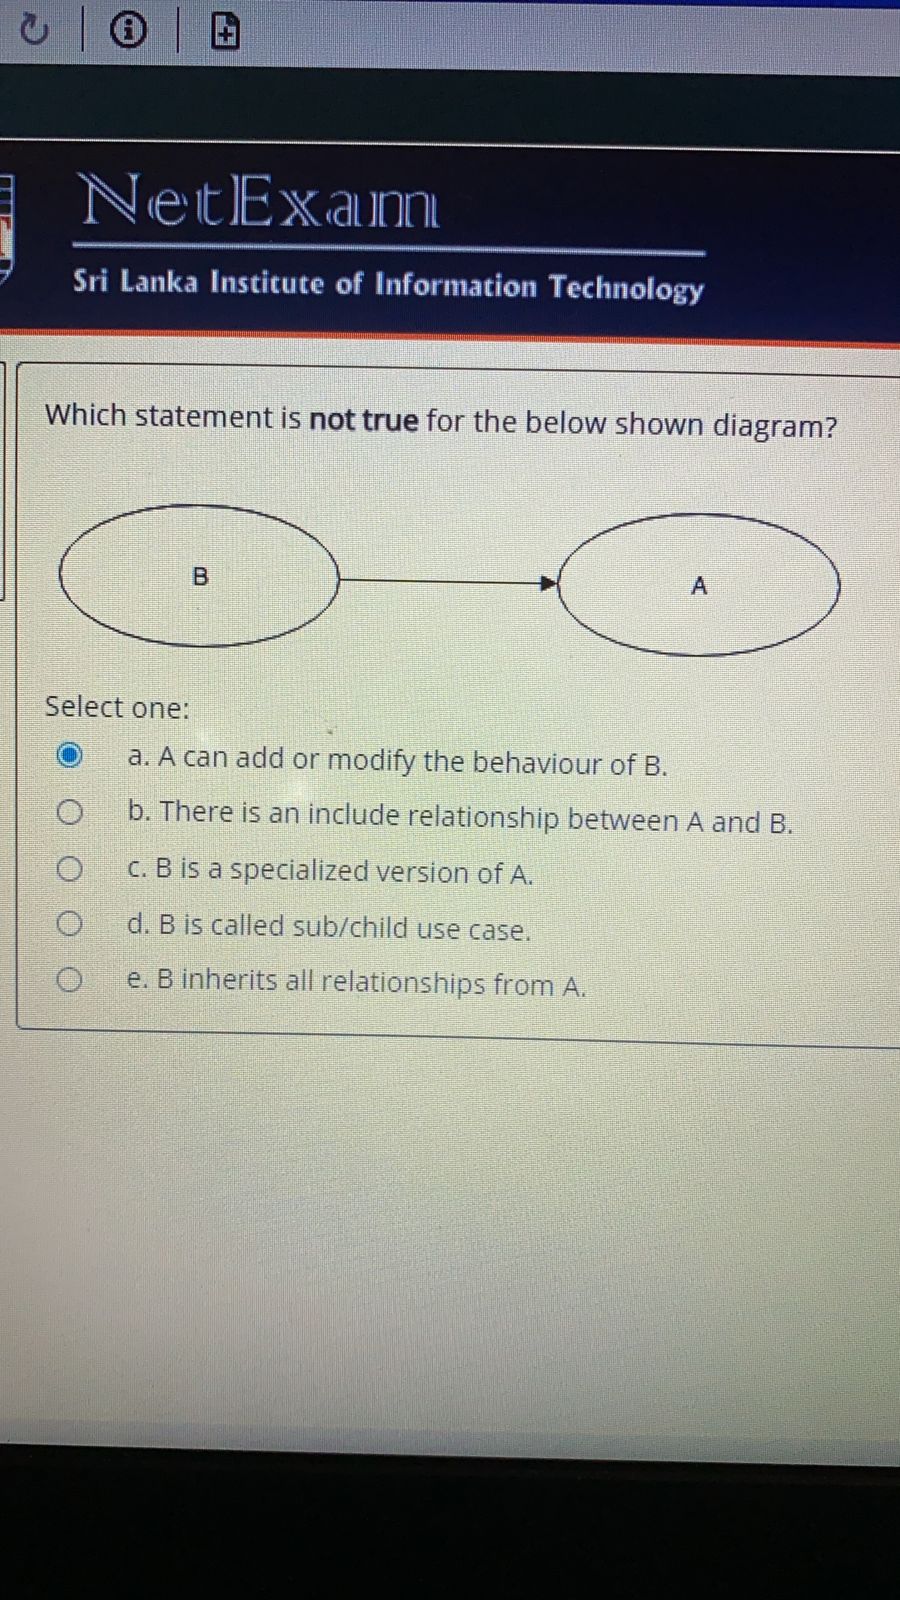 NetExam
Sri Lanka Institute of Information Technology
Which statement is not true for the below shown diagram?
B
A
Select one:
a. A can add or modify the behaviour of B.
b. There is an include relationship between A and B.
c. B is a specialized version of A.
d. B is called sub/child use case.
e. B inherits all relationships from A.